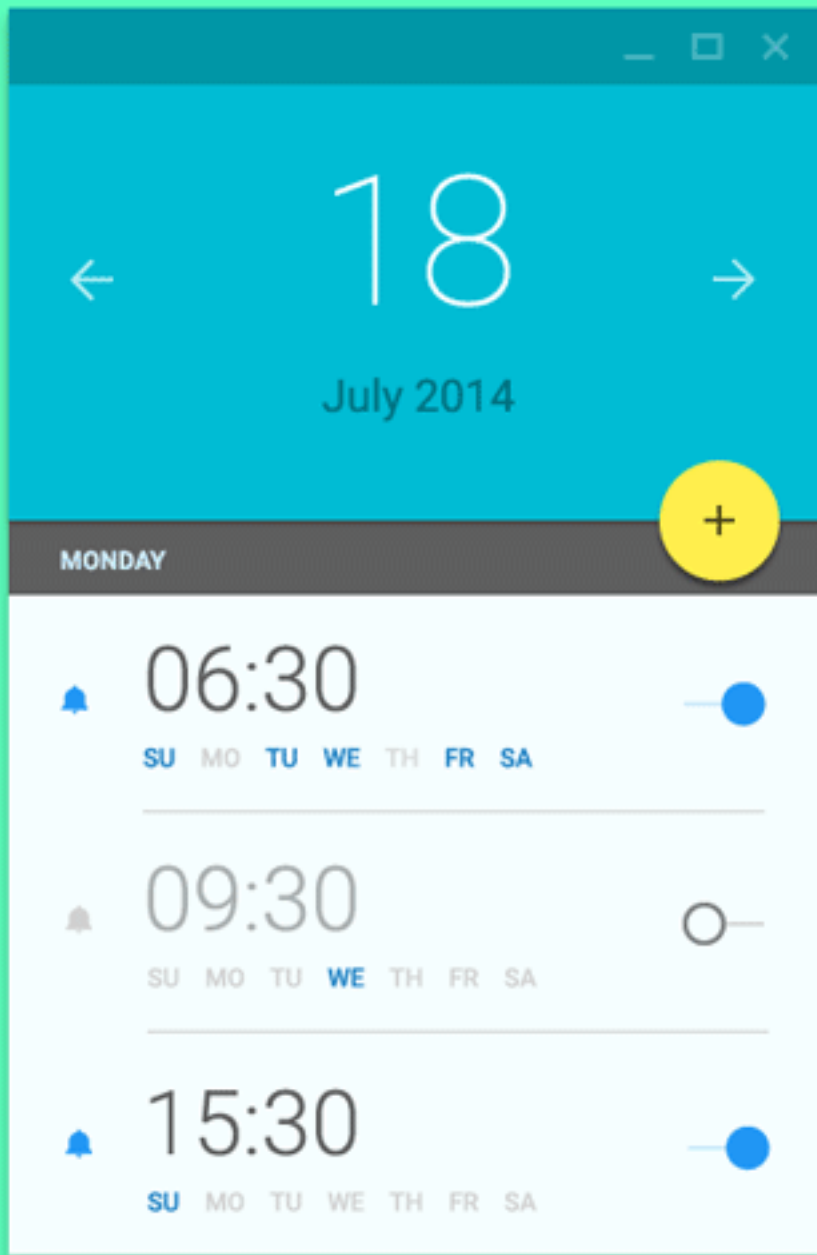 18
July 2014
+
MONDAY
06:30
SU MO TU WE TH FR SA
09:30
SU MO TU WE TH FR SA
15:30
SU MO TU WE TH FR SA